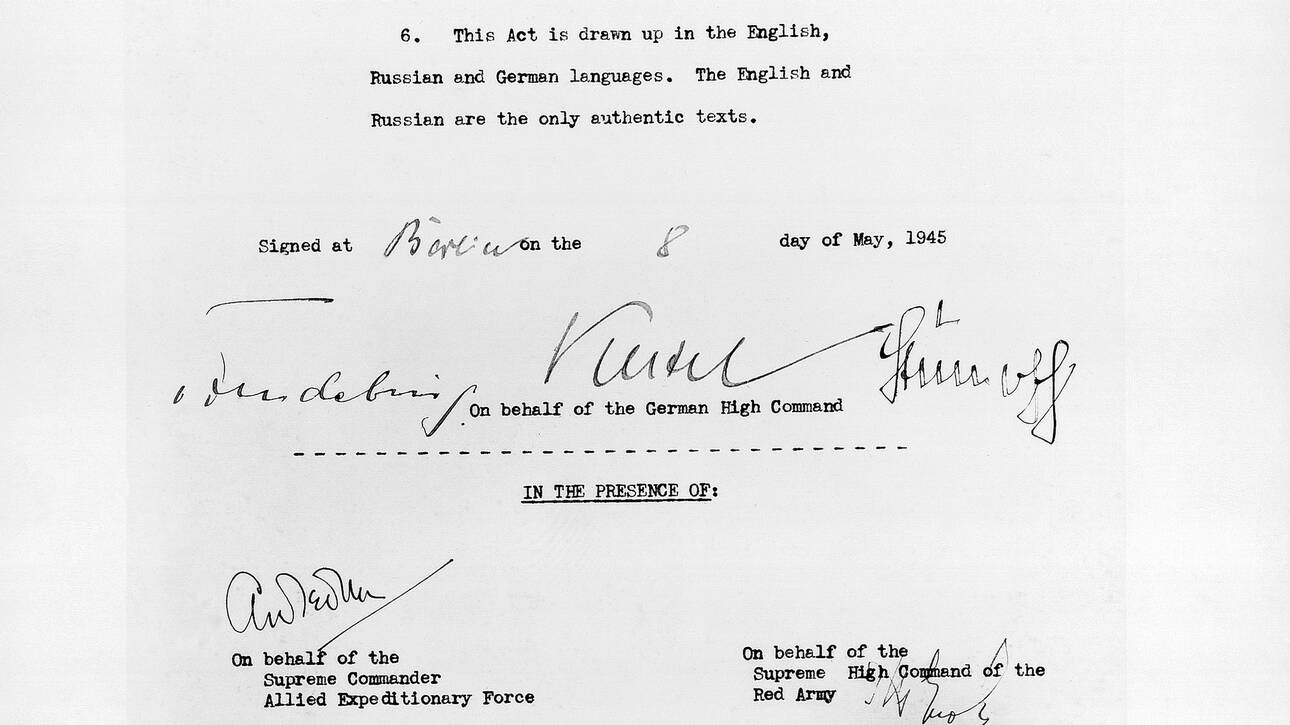 6. This Act is drawn up in the English,
Russian and German languages. The English and
Russian are the only authentic texts.
Signed at Berlin on the 8 day of May, 1945
Keitel Stumpff
On behalf of the German High Command
IN THE PRESENCE OF:
On behalf of the
Supreme Commander
Allied Expeditionary Force
On behalf of the
Supreme High Command of the
Red Army